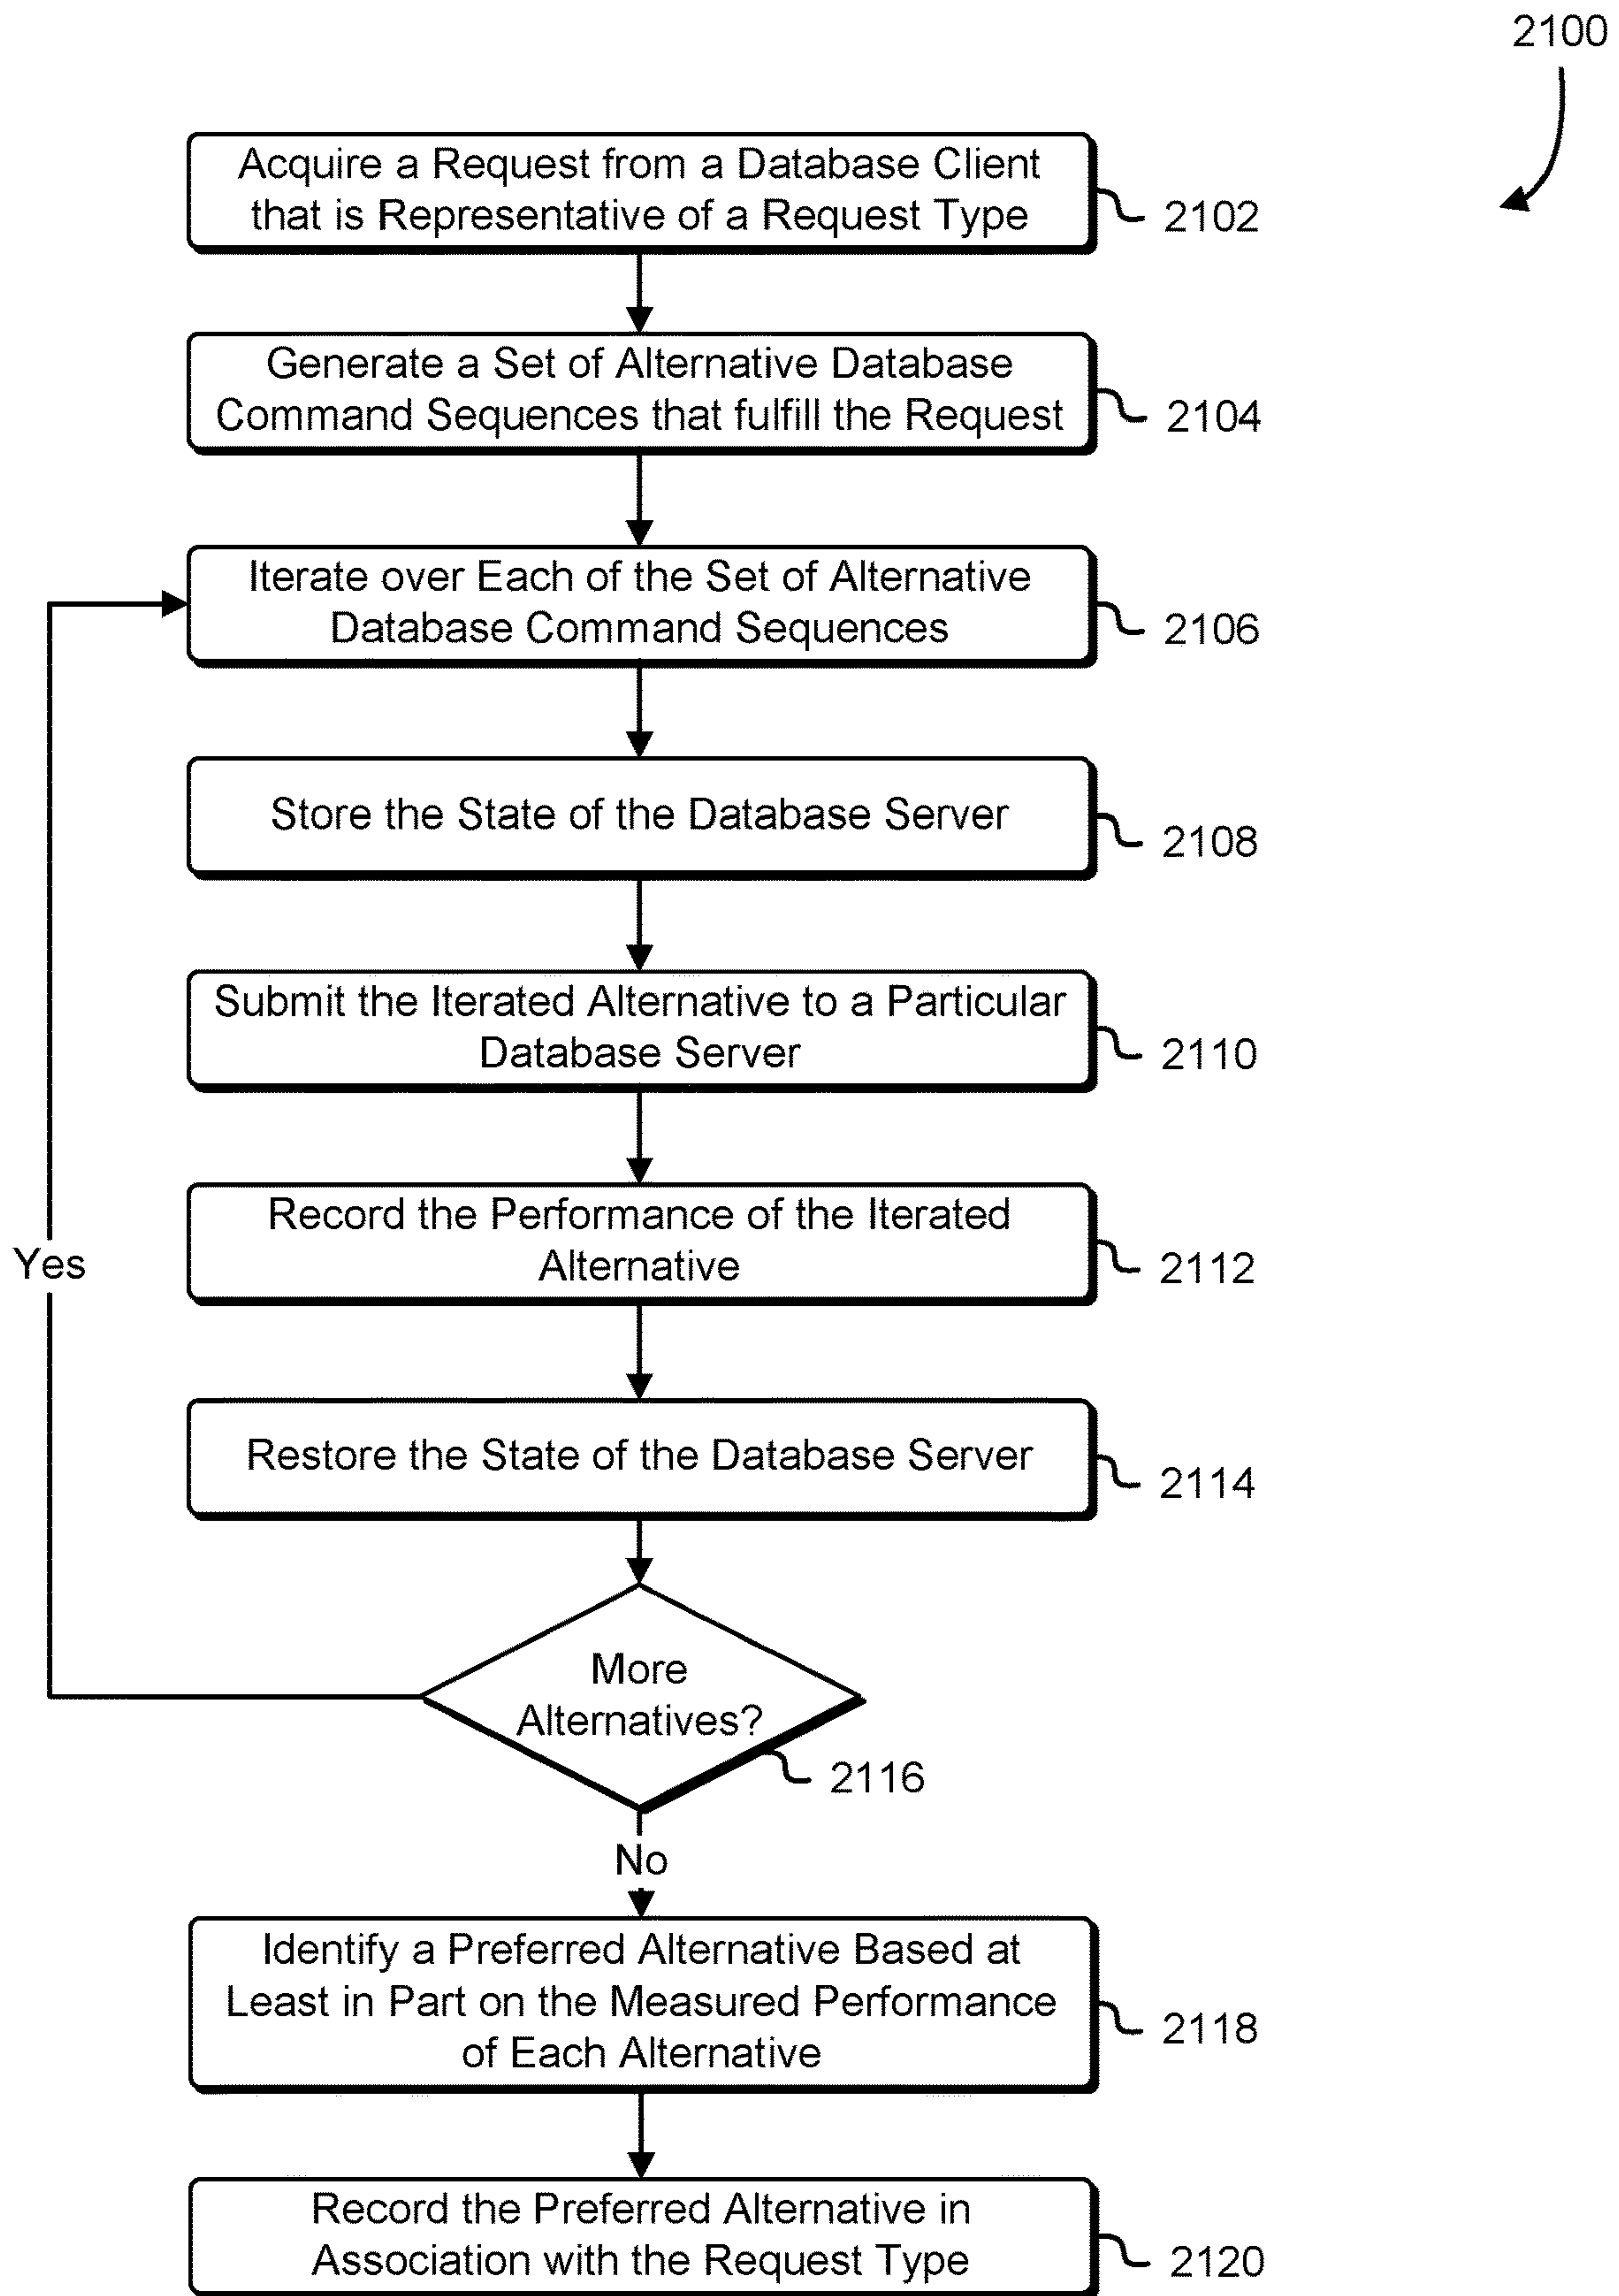 2100
Acquire a Request from a Database Client
that is Representative of a Request Type
2102
Generate a Set of Alternative Database
Command Sequences that fulfill the Request
2104
Iterate over Each of the Set of Alternative
Database Command Sequences
2106
Store the State of the Database Server
2108
Submit the Iterated Alternative to a Particular
Database Server
2110
Record the Performance of the Iterated
Alternative
2112
Yes
Restore the State of the Database Server
2114
More
Alternatives?
2116
No
Identify a Preferred Alternative Based at
Least in Part on the Measured Performance
of Each Alternative
2118
Record the Preferred Alternative in
Association with the Request Type
2120